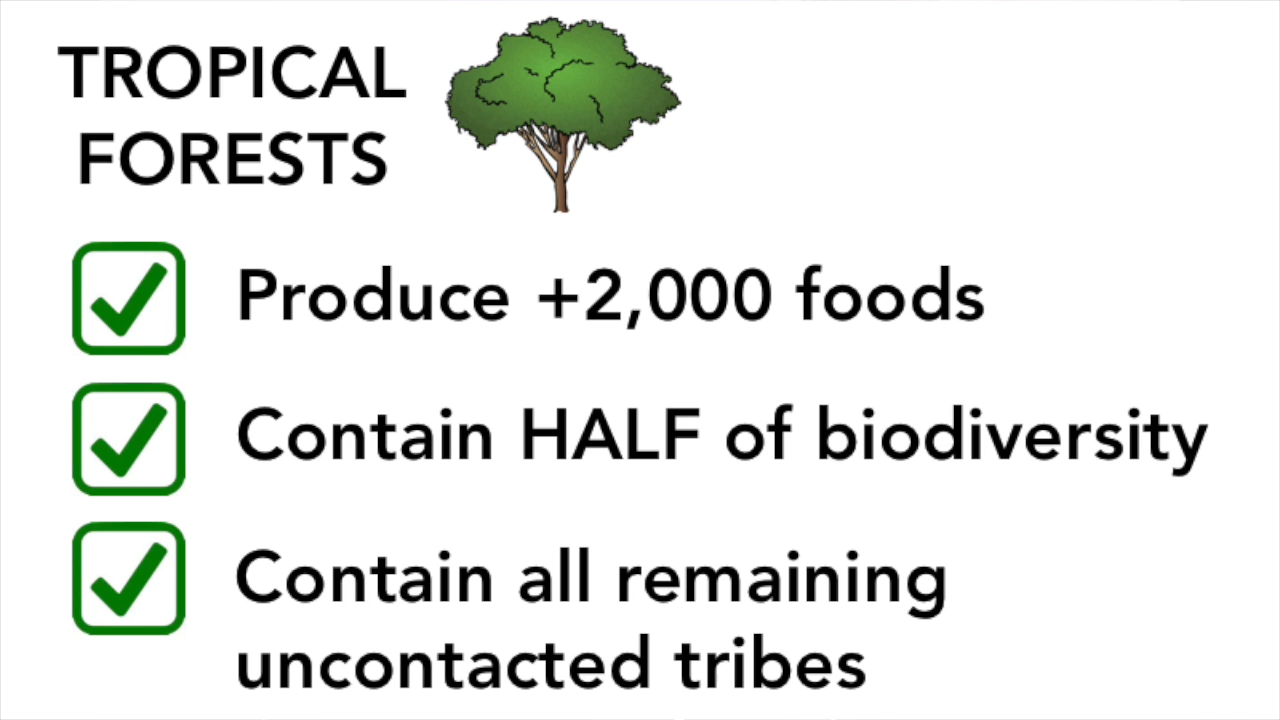 TROPICAL
FORESTS
Produce +2,000 foods
Contain HALF of biodiversity
Contain all remaining
uncontacted tribes